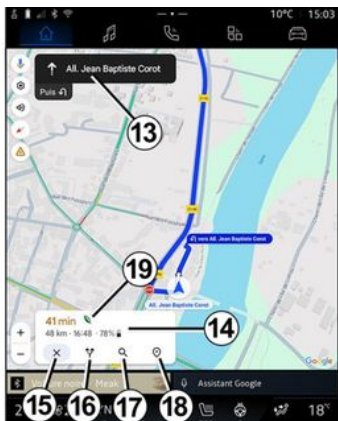 10°C 15:03
All. Jean Baptiste Corot
Puis
13
vers All. Jean Baptiste Corot
All. Jean Baptiste Corot
19
41 min
48 km · 16:48 · 78%
14
Google
Meak
Assistant Google
15
16
17
18
18°